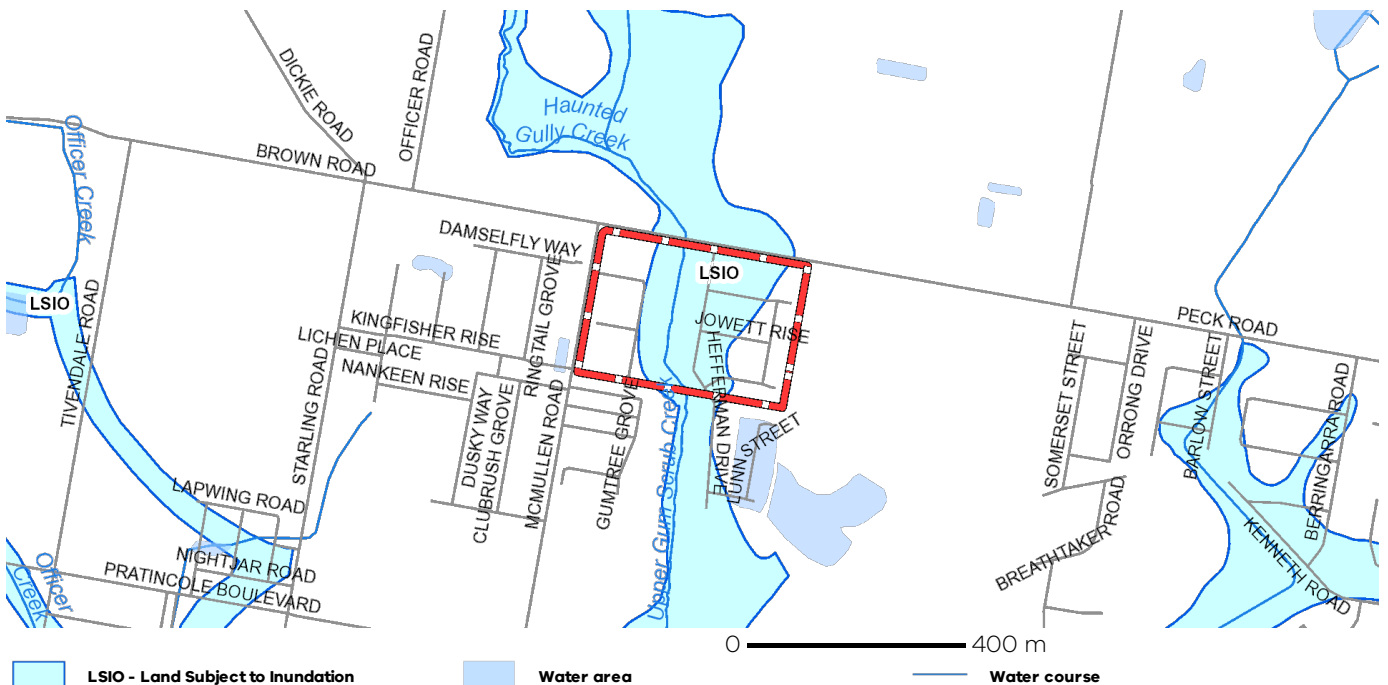 DICKIE ROAD
OFFICER ROAD
Haunted
Gully Creek
BROWN ROAD
Officer Creek
DAMSELFLY WAY
LSIO
LSIO
TIVENDALE ROAD
KINGFISHER RISE
LICHEN PLACE
NANKEEN RISE
RINGTAIL GROVE
JOWETT RISE
PECK ROAD
STARLING ROAD
DUSKY WAY
CLUBRUSH GROVE
MCMULLEN ROAD
GUMTREE GROVE
Upper Gum Scrub Creek
HEFFERMAN DRIVE
LUNN STREET
SOMERSET STREET
ORRONG DRIVE
BARLOW STREET
BERRINGARRA ROAD
LAPWING ROAD
NIGHTJAR ROAD
PRATINCOLE BOULEVARD
Officer
Creek
BREATHTAKER ROAD
KENNETH ROAD
0 400 m
LSIO - Land Subject to Inundation
Water area
Water course